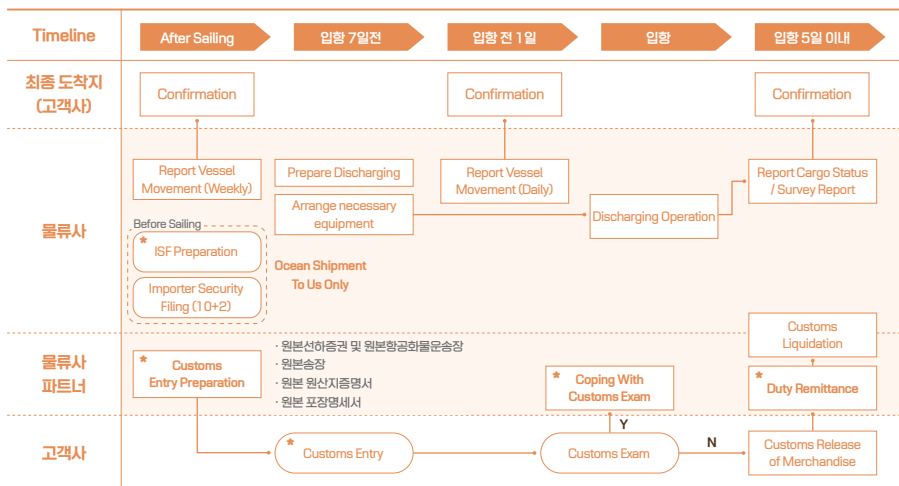 Timeline
After Sailing
입항 7일전
입항 전 1일
입항
입항 5일 이내
최종 도착지
(고객사)
Confirmation
Confirmation
Confirmation
물류사
Report Vessel
Movement (Weekly)
Prepare Discharging
Report Vessel
Movement (Daily)
Report Cargo Status
/ Survey Report
Arrange necessary
equipment
Discharging Operation
Before Sailing
* ISF Preparation
Importer Security
Filing (10+2)
Ocean Shipment
To Us Only
물류사
파트너
Customs
Liquidation
* Customs
Entry Preparation
· 원본선하증권 및 원본항공화물운송장
· 원본송장
· 원본 원산지증명서
· 원본 포장명세서
* Coping With
Customs Exam
* Duty Remittance
고객사
* Customs Entry
Y
Customs Exam
N
Customs Release
of Merchandise